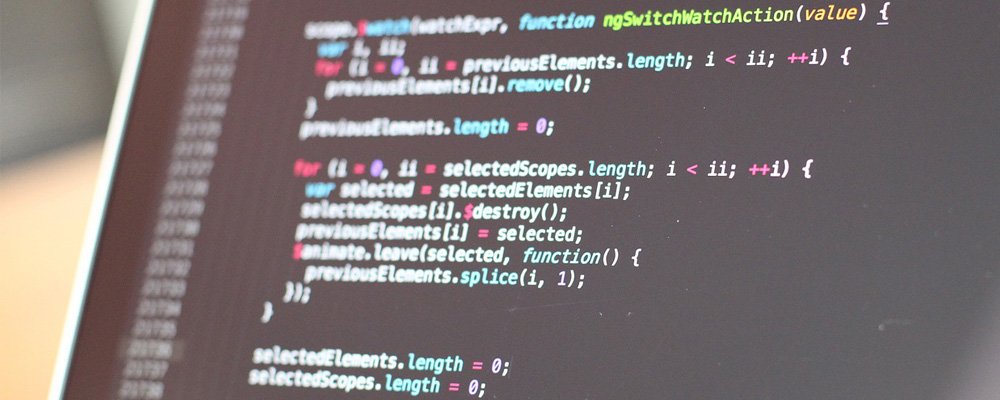 scope.$watch(watchExpr, function ngSwitchWatchAction(value) {
var i, ii;
for (i = 0, ii = previousElements.length; i < ii; ++i) {
previousElements[i].remove();
}
previousElements.length = 0;
for (i = 0, ii = selectedScopes.length; i < ii; ++i) {
var selected = selectedElements[i];
selectedScopes[i].$destroy();
previousElements[i] = selected;
$animate.leave(selected, function() {
previousElements.splice(i, 1);
});
}
selectedElements.length = 0;
selectedScopes.length = 0;